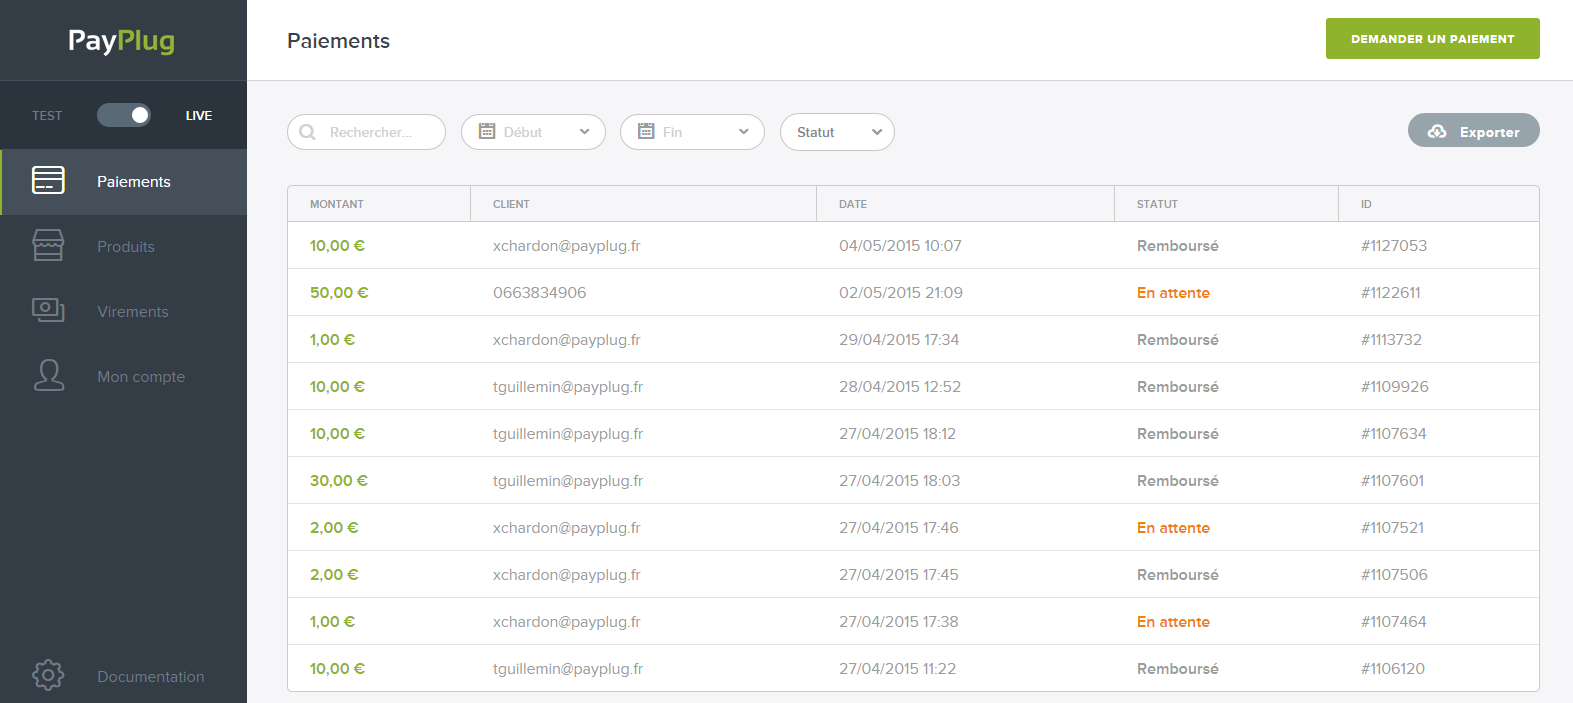 PayPlug
Paiements
DEMANDER UN PAIEMENT
TEST LIVE
Paiements
Produits
Virements
Mon compte
Documentation
Rechercher... Début Fin Statut Exporter
MONTANT CLIENT DATE STATUT ID
10,00 € xchardon@payplug.fr 04/05/2015 10:07 Remboursé #1127053
50,00 € 0663834906 02/05/2015 21:09 En attente #1122611
1,00 € xchardon@payplug.fr 29/04/2015 17:34 Remboursé #1113732
10,00 € tguillemin@payplug.fr 28/04/2015 12:52 Remboursé #1109926
10,00 € tguillemin@payplug.fr 27/04/2015 18:12 Remboursé #1107634
30,00 € tguillemin@payplug.fr 27/04/2015 18:03 Remboursé #1107601
2,00 € xchardon@payplug.fr 27/04/2015 17:46 En attente #1107521
2,00 € xchardon@payplug.fr 27/04/2015 17:45 Remboursé #1107506
1,00 € xchardon@payplug.fr 27/04/2015 17:38 En attente #1107464
10,00 € tguillemin@payplug.fr 27/04/2015 11:22 Remboursé #1106120